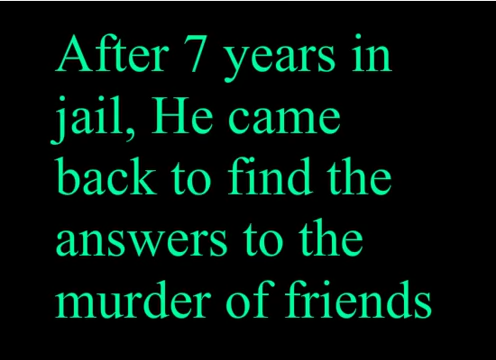 After 7 years in
jail, He came
back to find the
answers to the
murder of friends